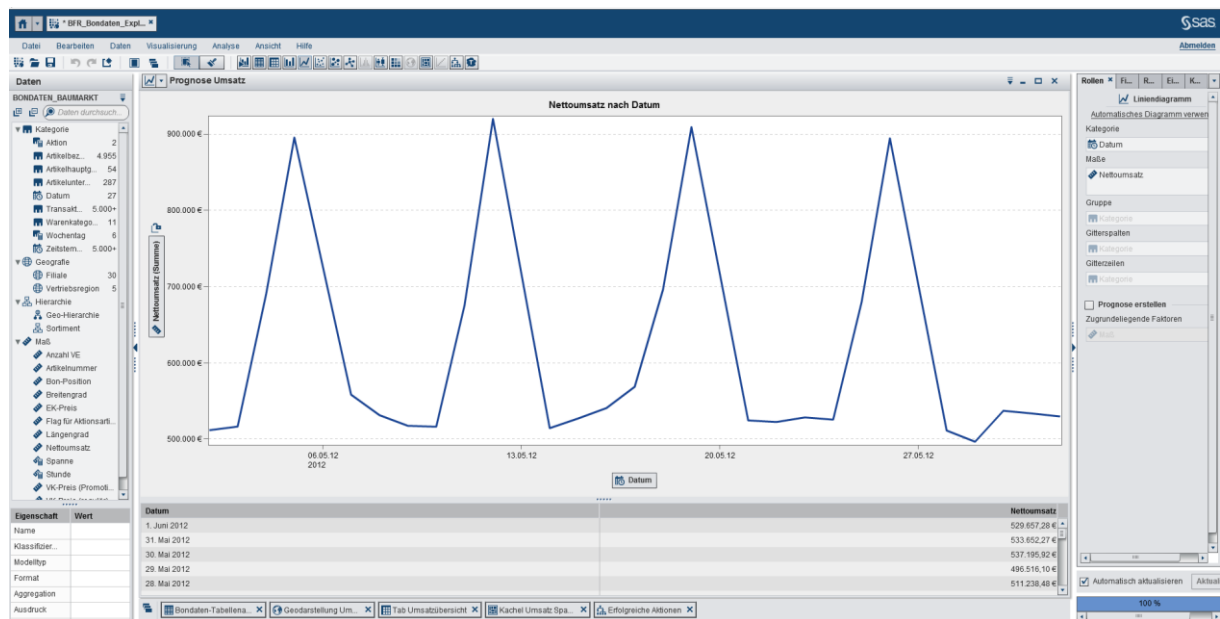 * BFR_Bondaten_Expl...
sas
Datei Bearbeiten Daten Visualisierung Analyse Ansicht Hilfe
Abmelden
Daten
BONDATEN_BAUMARKT
Daten durchsuch...
Kategorie
Aktion 2
Artikelbez... 4.955
Artikelhauptg... 54
Artikelunter... 287
Datum 27
Transakt... 5.000+
Warenkatego... 11
Wochentag 6
Zeitstem... 5.000+
Geografie
Filiale 30
Vertriebsregion 5
Hierarchie
Geo-Hierarchie
Sortiment
Maß
Anzahl VE
Artikelnummer
Bon-Position
Breitengrad
EK-Preis
Flag für Aktionsarti...
Längengrad
Nettoumsatz
Spanne
Stunde
VK-Preis (Promoti...
Eigenschaft Wert
Name
Klassifizier...
Modelltyp
Format
Aggregation
Ausdruck
Prognose Umsatz
Nettoumsatz nach Datum
Nettoumsatz (Summe)
900.000 €
800.000 €
700.000 €
600.000 €
500.000 €
06.05.12 13.05.12 20.05.12 27.05.12
2012
Datum
Datum Nettoumsatz
1. Juni 2012 529.657,28 €
31. Mai 2012 533.652,27 €
30. Mai 2012 537.195,92 €
29. Mai 2012 496.516,10 €
28. Mai 2012 511.238,48 €
Bondaten-Tabellena... Geodarstellung Um... Tab Umsatzübersicht Kachel Umsatz Spa... Erfolgreiche Aktionen
Rollen Fi... R... Ei... K...
Liniendiagramm
Automatisches Diagramm verwen
Kategorie
Datum
Maße
Nettoumsatz
Gruppe
Kategorie
Gitterspalten
Kategorie
Gitterzeilen
Kategorie
Prognose erstellen
Zugrundeliegende Faktoren
Maß
Automatisch aktualisieren Aktual
100 %